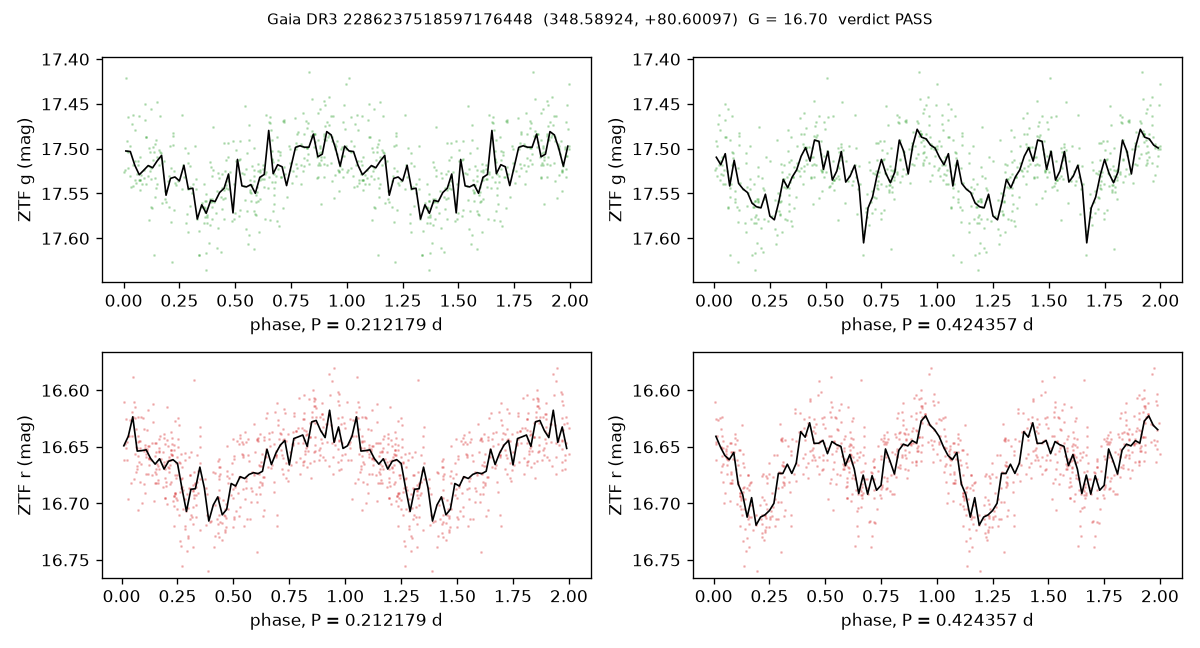 Gaia DR3 2286237518597176448 (348.58924, +80.60097) G = 16.70 verdict PASS
17.40
17.45
17.50
17.55
17.60
ZTF g (mag)
0.00 0.25 0.50 0.75 1.00 1.25 1.50 1.75 2.00
phase, P = 0.212179 d
17.40
17.45
17.50
17.55
17.60
ZTF g (mag)
0.00 0.25 0.50 0.75 1.00 1.25 1.50 1.75 2.00
phase, P = 0.424357 d
16.60
16.65
16.70
16.75
ZTF r (mag)
0.00 0.25 0.50 0.75 1.00 1.25 1.50 1.75 2.00
phase, P = 0.212179 d
16.60
16.65
16.70
16.75
ZTF r (mag)
0.00 0.25 0.50 0.75 1.00 1.25 1.50 1.75 2.00
phase, P = 0.424357 d